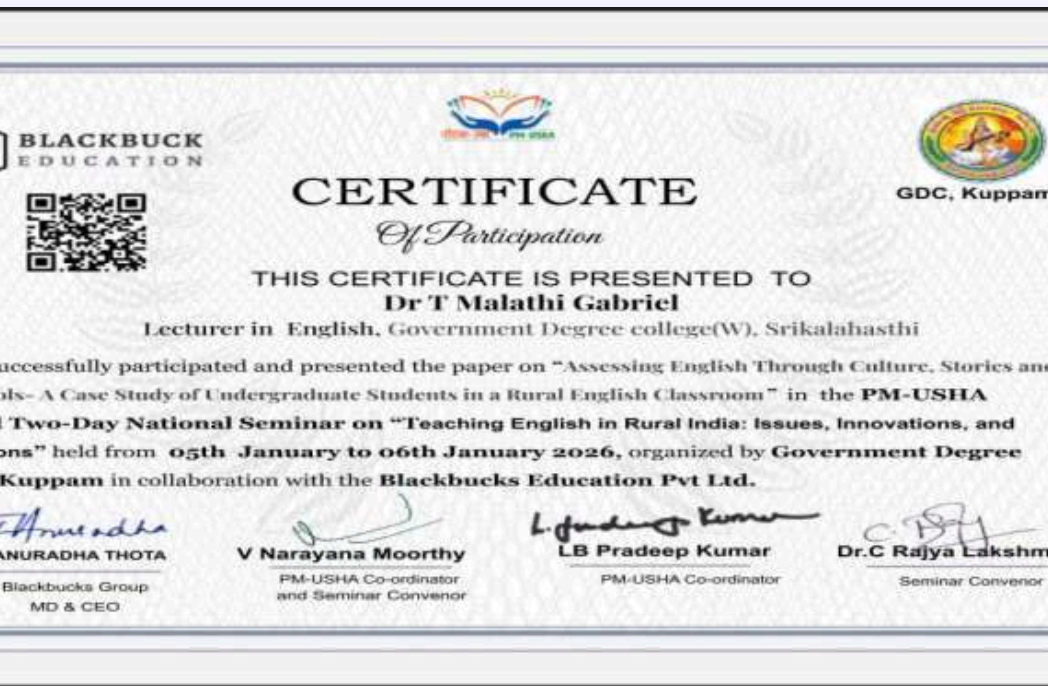 BLACKBUCK
EDUCATION
PM USHA
GDC, Kuppam
CERTIFICATE
Of Participation
THIS CERTIFICATE IS PRESENTED TO
Dr T Malathi Gabriel
Lecturer in English, Government Degree college(W), Srikalahasthi
uccessfully participated and presented the paper on “Assessing English Through Culture, Stories and
ols- A Case Study of Undergraduate Students in a Rural English Classroom” in the PM-USHA
Two-Day National Seminar on “Teaching English in Rural India: Issues, Innovations, and
ons” held from 05th January to 06th January 2026, organized by Government Degree
Kuppam in collaboration with the Blackbucks Education Pvt Ltd.
ANURADHA THOTA
Blackbucks Group
MD & CEO
V Narayana Moorthy
PM-USHA Co-ordinator
and Seminar Convenor
LB Pradeep Kumar
PM-USHA Co-ordinator
Dr.C Rajya Lakshm
Seminar Convenor